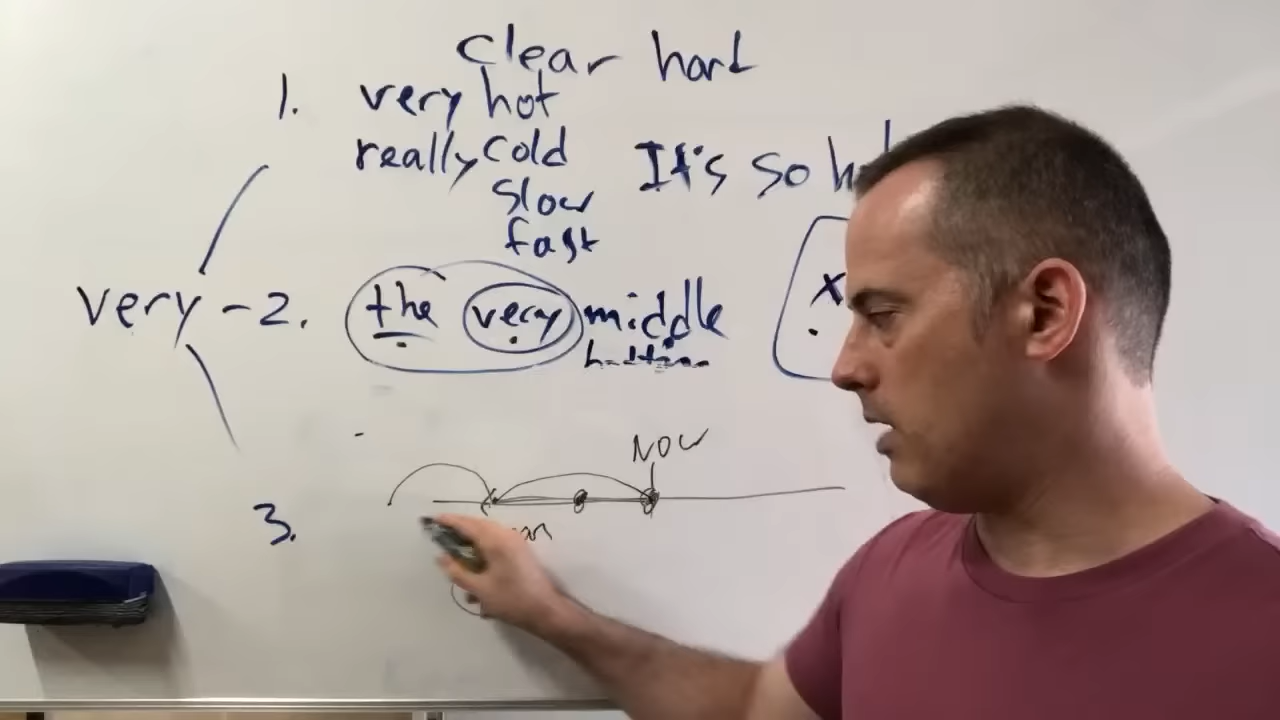 clear hard
1. very hot
really cold It's so
slow
fast
very - 2. the very middle
x
Now
3.